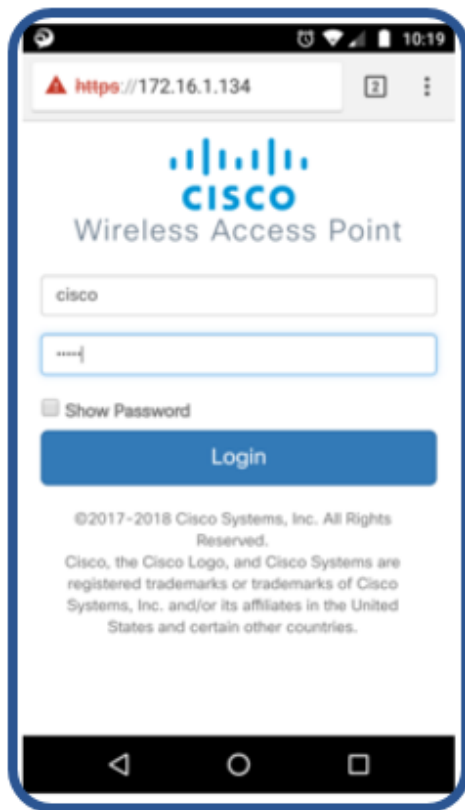 10:19
https://172.16.1.134
2
CISCO
Wireless Access Point
cisco
•••••
Show Password
Login
©2017-2018 Cisco Systems, Inc. All Rights
Reserved.
Cisco, the Cisco Logo, and Cisco Systems are
registered trademarks or trademarks of Cisco
Systems, Inc. and/or its affiliates in the United
States and certain other countries.